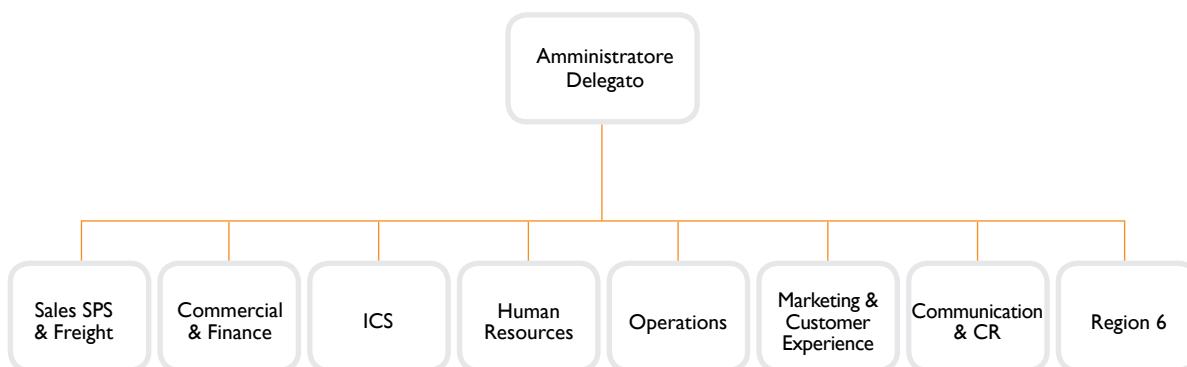 Amministratore
Delegato
Sales SPS
& Freight
Commercial
& Finance
ICS
Human
Resources
Operations
Marketing &
Customer
Experience
Communication
& CR
Region 6